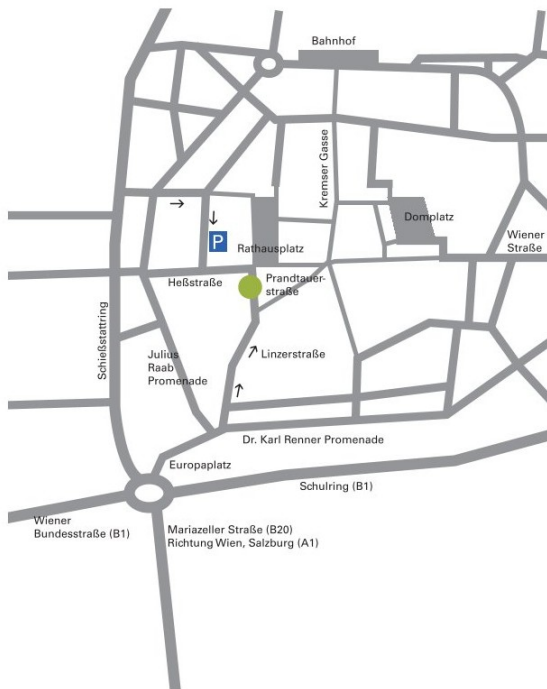 Bahnhof
Kremser Gasse
Domplatz
Wiener
Straße
P
Rathausplatz
Heßstraße
Prandtauer-
straße
Schießstattring
Julius
Raab
Promenade
Linzerstraße
Dr. Karl Renner Promenade
Europaplatz
Schulring (B1)
Wiener
Bundesstraße (B1)
Mariazeller Straße (B20)
Richtung Wien, Salzburg (A1)